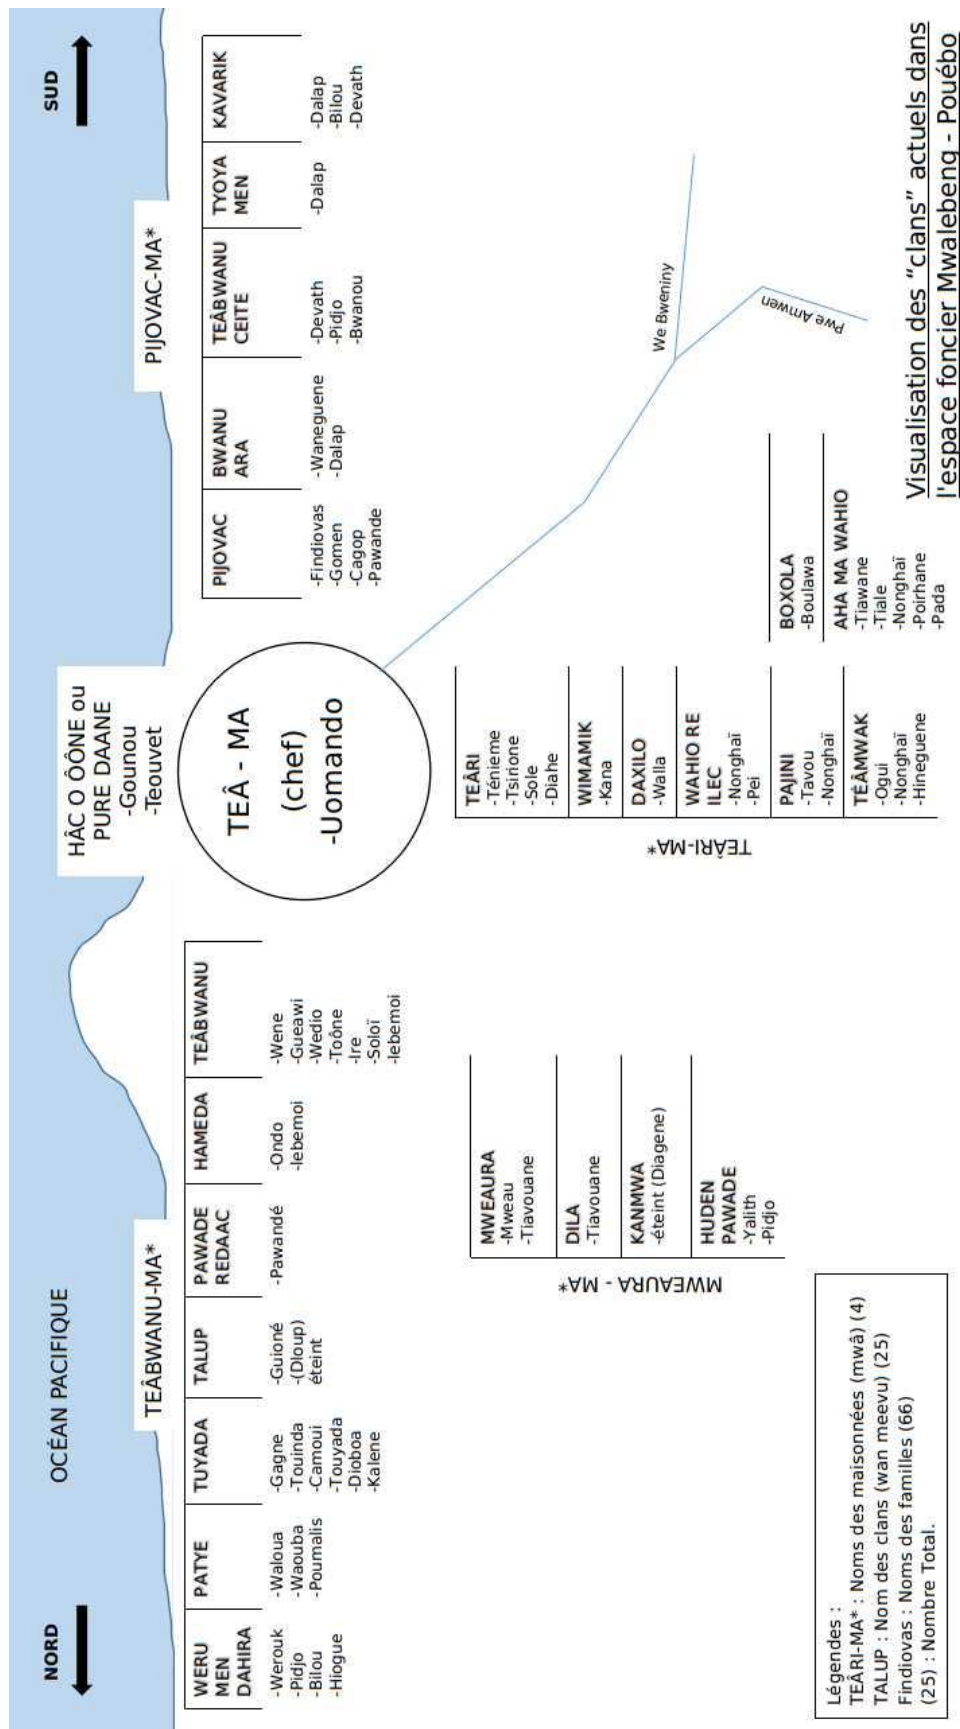 NORD
OCÉAN PACIFIQUE
SUD
TEÂBWANU-MA*
HÂC O ÔÔNE ou
PURE DAANE
-Gounou
-Teouvet
PIJOVAC-MA*
WERU
MEN
DAHIRA
-Werouk
-Pidjo
-Bilou
-Hiogue
PATYE
-Waloua
-Waouba
-Poumalis
TUYADA
-Gagne
-Touinda
-Camoui
-Touyada
-Dioboa
-Kalene
TALUP
-Guioné
-(Dloup)
éteint
PAWADE
REDAAC
-Pawandé
HAMEDA
-Ondo
-Iebemoi
TEÂBWANU
-Wene
-Gueawi
-Wedio
-Toône
-Ire
-Soloï
-Iebemoi
TEÂ - MA
(chef)
-Uomando
PIJOVAC
-Findiovas
-Gomen
-Cagop
-Pawande
BWANU
ARA
-Waneguene
-Dalap
TEÂBWANU
CEITE
-Devath
-Pidjo
-Bwanou
TYOYA
MEN
-Dalap
KAVARIK
-Dalap
-Bilou
-Devath
MWEAURA - MA*
MWEAURA
-Mweau
-Tiavouane
DILA
-Tiavouane
KANMWA
-éteint (Diagene)
HUDEN
PAWADE
-Yalith
-Pidjo
TEÂRI-MA*
TEÂRI
-Ténieme
-Tsirione
-Sole
-Diahe
WIMAMIK
-Kana
DAXILO
-Walla
WAHIO RE
ILEC
-Nonghaï
-Pei
PAJINI
-Tavou
-Nonghaï
TÊÂMWAK
-Ogui
-Nonghaï
-Hineguene
BOXOLA
-Boulawa
AHA MA WAHIO
-Tiawane
-Tiale
-Nonghaï
-Poirhane
-Pada
We Bweniny
Pwe Amwen
Légendes :
TEÂRI-MA* : Noms des maisonnées (mwâ) (4)
TALUP : Nom des clans (wan meevu) (25)
Findiovas : Noms des familles (66)
(25) : Nombre Total.
Visualisation des “clans” actuels dans
l'espace foncier Mwalebeng - Pouébo